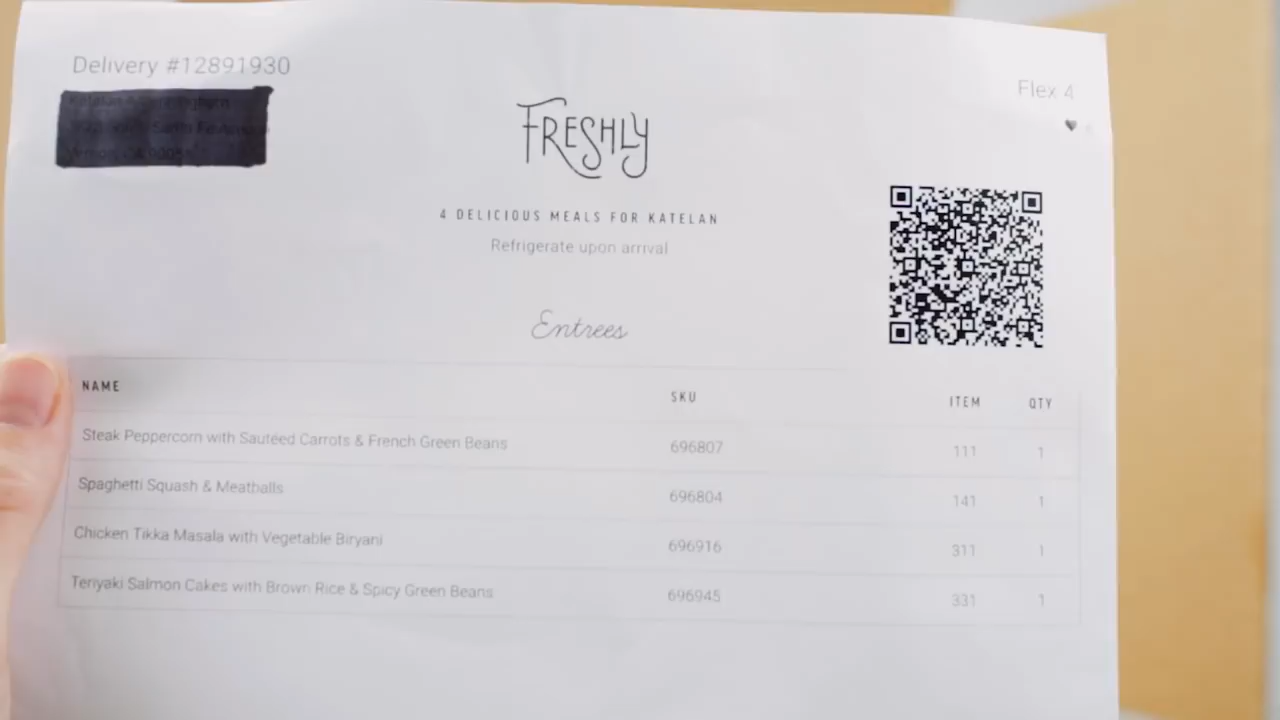 Delivery #12891930
Flex 4
FRESHLY
4 DELICIOUS MEALS FOR KATELAN
Refrigerate upon arrival
Entrees
NAME SKU ITEM QTY
Steak Peppercorn with Sautéed Carrots & French Green Beans 696807 111 1
Spaghetti Squash & Meatballs 696804 141 1
Chicken Tikka Masala with Vegetable Biryani 696916 311 1
Teriyaki Salmon Cakes with Brown Rice & Spicy Green Beans 696945 331 1